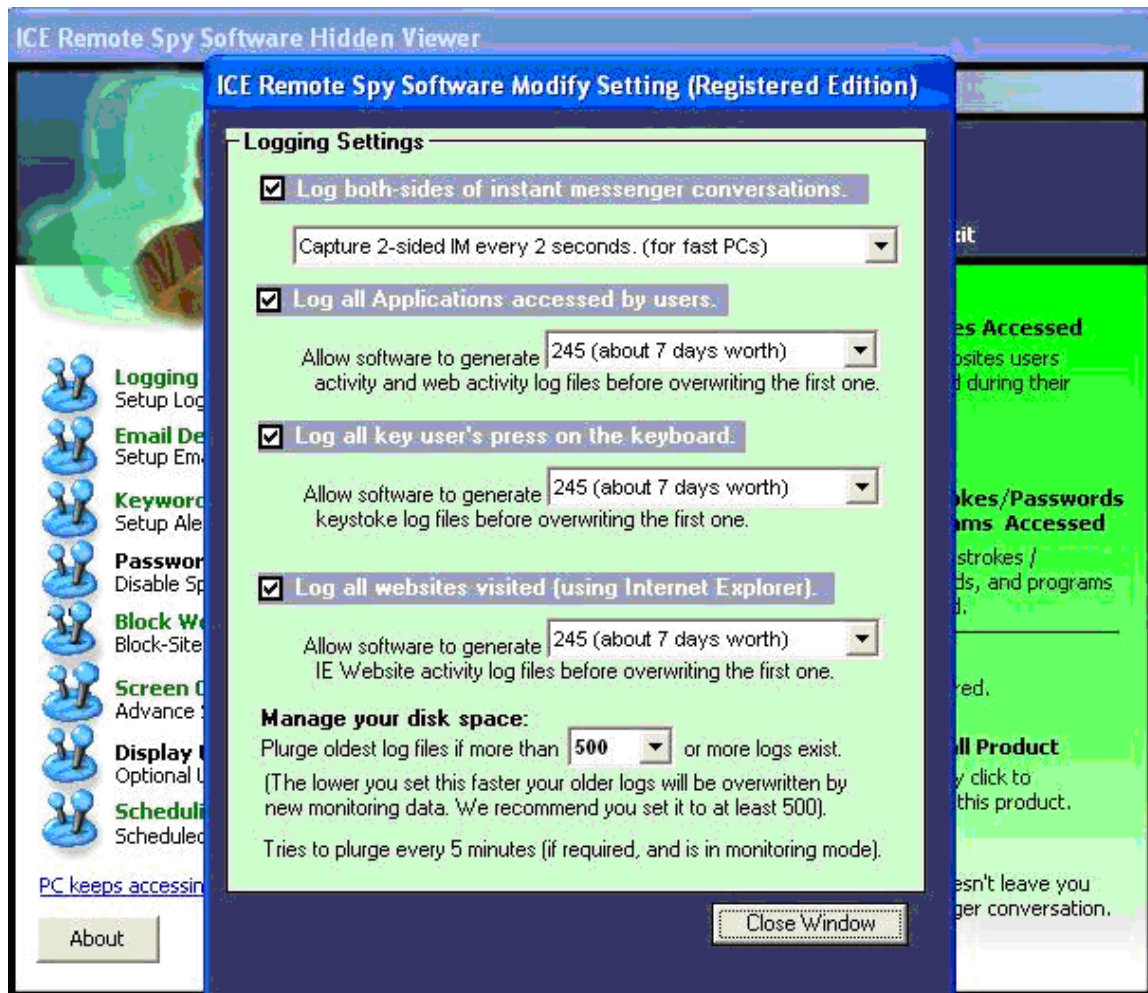 ICE Remote Spy Software Hidden Viewer
ICE Remote Spy Software Modify Setting (Registered Edition)
Logging Settings
Log both-sides of instant messenger conversations.
Capture 2-sided IM every 2 seconds. (for fast PCs)
Log all Applications accessed by users.
Allow software to generate 245 (about 7 days worth)
activity and web activity log files before overwriting the first one.
Log all key user's press on the keyboard.
Allow software to generate 245 (about 7 days worth)
keystoke log files before overwriting the first one.
Log all websites visited (using Internet Explorer).
Allow software to generate 245 (about 7 days worth)
IE Website activity log files before overwriting the first one.
Manage your disk space:
Plurge oldest log files if more than 500 or more logs exist.
(The lower you set this faster your older logs will be overwritten by
new monitoring data. We recommend you set it to at least 500).
Tries to plurge every 5 minutes (if required, and is in monitoring mode).
Close Window
Logging
Setup Log
Email De
Setup Ema
Keyword
Setup Ale
Passwor
Disable Sp
Block We
Block-Site
Screen C
Advance
Display
Optional
Scheduli
Scheduled
PC keeps accessin
About
xit
es Accessed
bsites users
d during their
okes/Passwords
ams Accessed
strokes /
ds, and programs
d.
red.
all Product
y click to
this product.
esn't leave you
ger conversation.